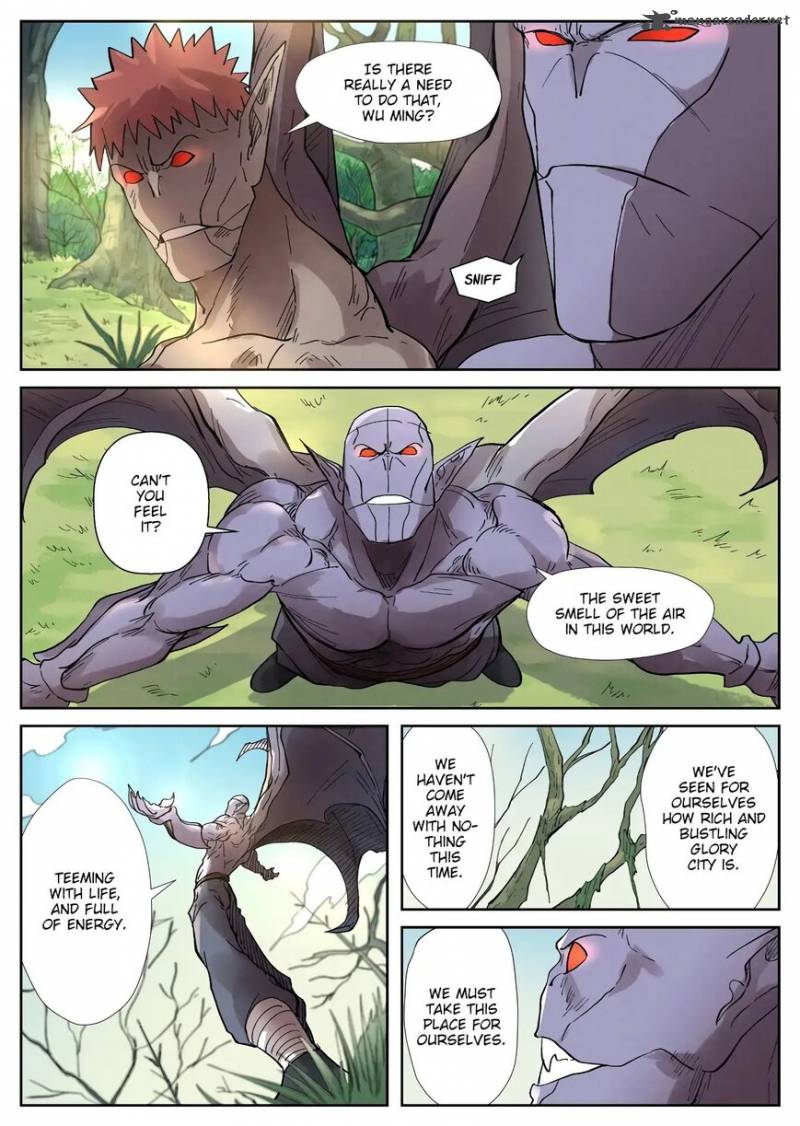 mangareader.net
IS THERE
REALLY A NEED
TO DO THAT,
WU MING?
SNIFF
CAN'T
YOU
FEEL
IT?
THE SWEET
SMELL OF THE AIR
IN THIS WORLD.
TEEMING
WITH LIFE,
AND FULL
OF ENERGY.
WE
HAVEN'T
COME
AWAY
WITH NO-
THING
THIS
TIME.
WE'VE
SEEN FOR
OURSELVES
HOW RICH AND
BUSTLING
GLORY
CITY IS.
WE MUST
TAKE THIS
PLACE FOR
OURSELVES.